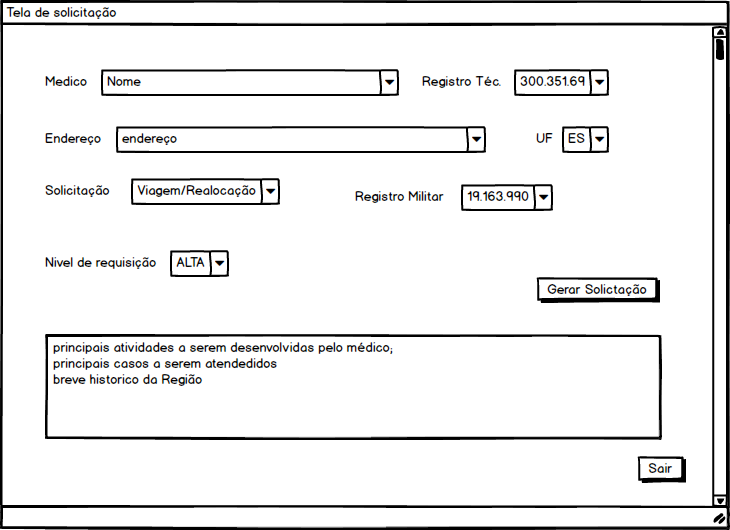 Tela de solicitação
Medico Nome Registro Téc. 300.351.69
Endereço endereço UF ES
Solicitação Viagem/Realocação Registro Militar 19.163.990
Nivel de requisição ALTA
Gerar Solictação
principais atividades a serem desenvolvidas pelo médico;
principais casos a serem atendedidos
breve historico da Região
Sair